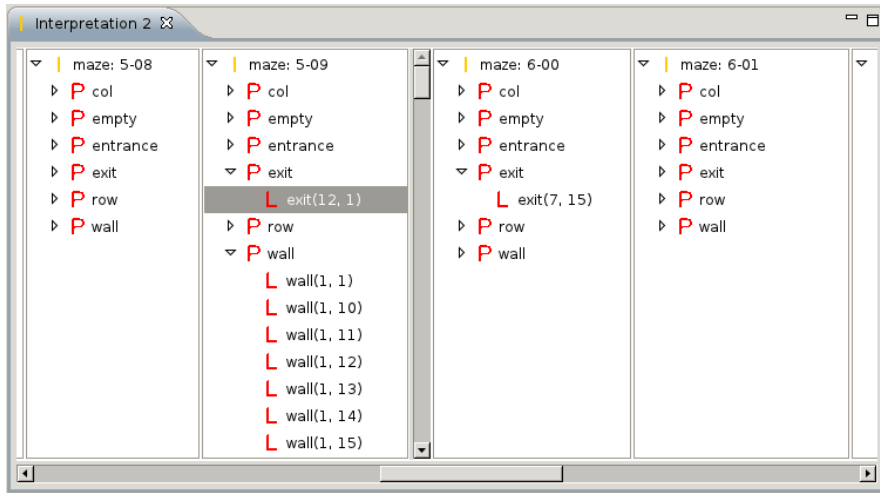 Interpretation 2
maze: 5-08
P col
P empty
P entrance
P exit
P row
P wall
maze: 5-09
P col
P empty
P entrance
P exit
L exit(12, 1)
P row
P wall
L wall(1, 1)
L wall(1, 10)
L wall(1, 11)
L wall(1, 12)
L wall(1, 13)
L wall(1, 14)
L wall(1, 15)
maze: 6-00
P col
P empty
P entrance
P exit
L exit(7, 15)
P row
P wall
maze: 6-01
P col
P empty
P entrance
P exit
P row
P wall